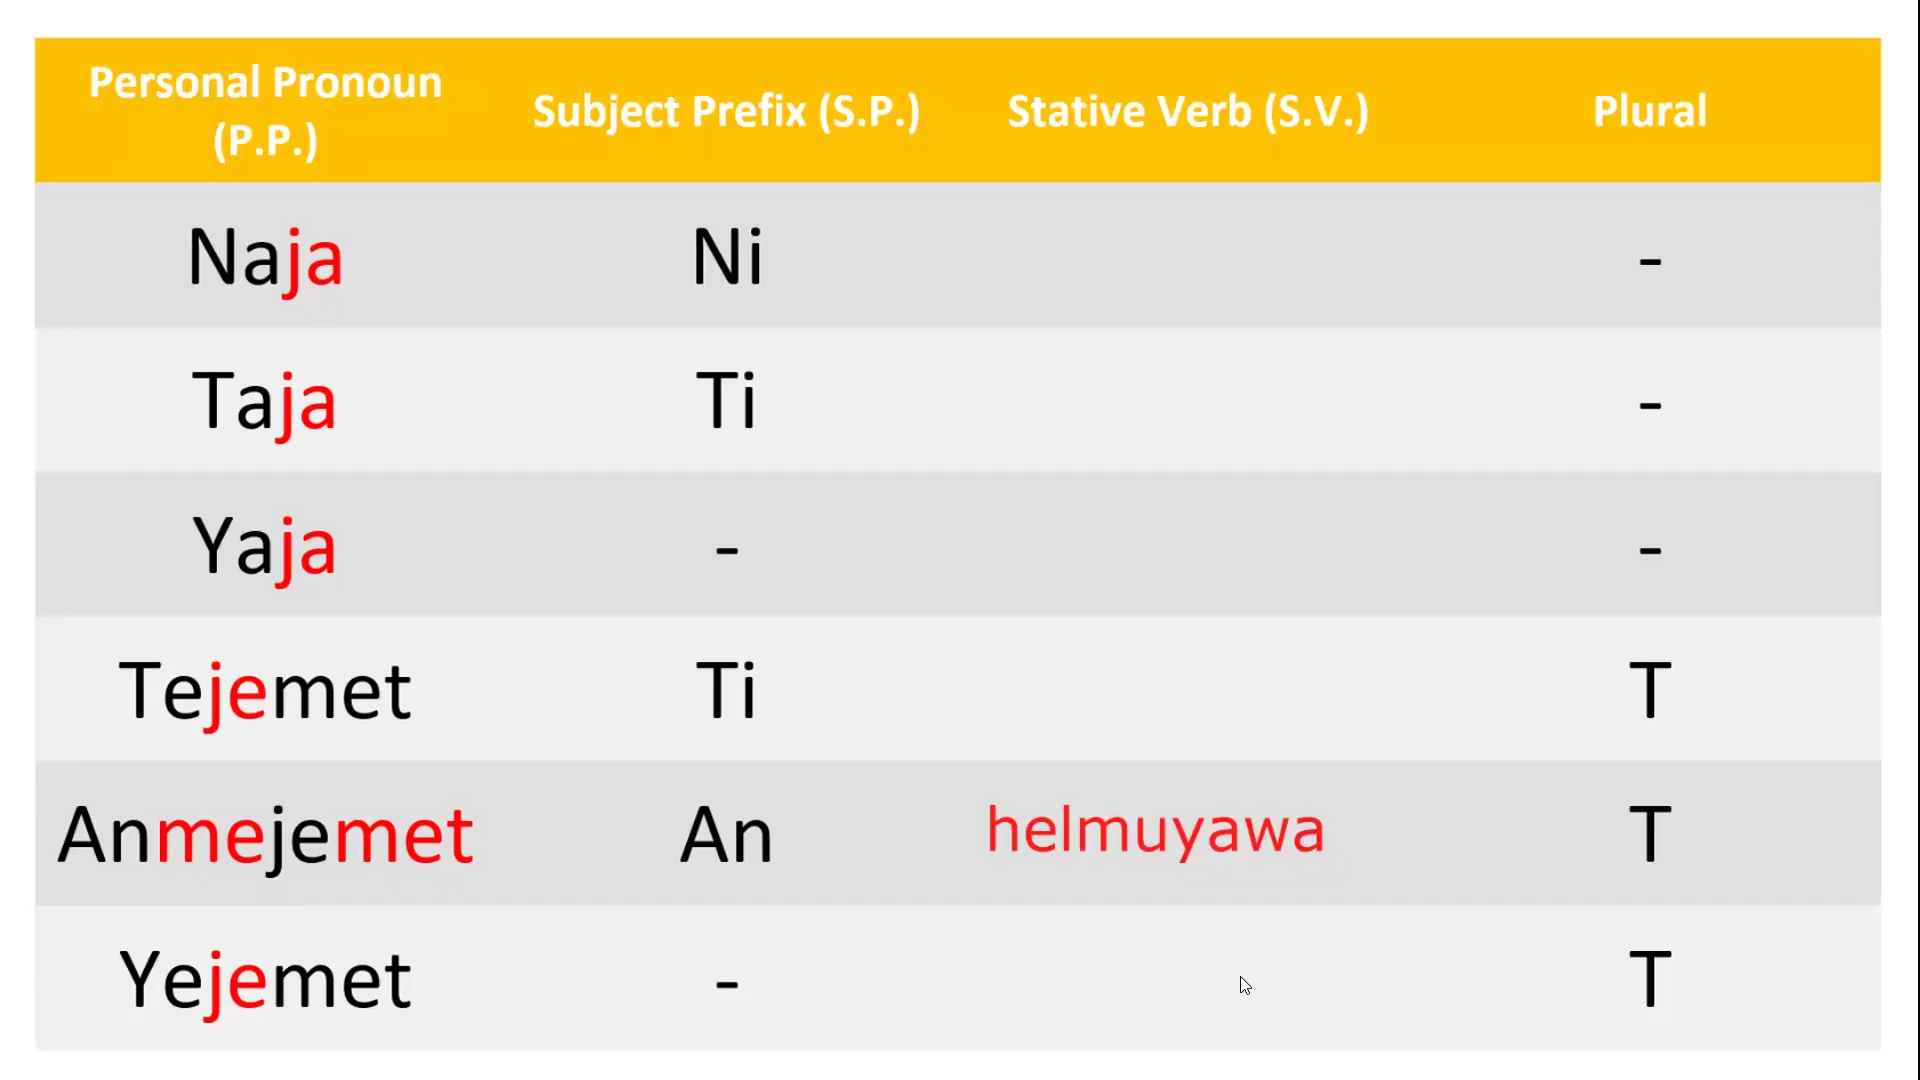 Personal Pronoun
(P.P.)
Subject Prefix (S.P.)
Stative Verb (S.V.)
Plural
Naja
Ni
-
Taja
Ti
-
Yaja
-
-
Tejemet
Ti
T
Anmejemet
An
helmuyawa
T
Yejemet
-
T